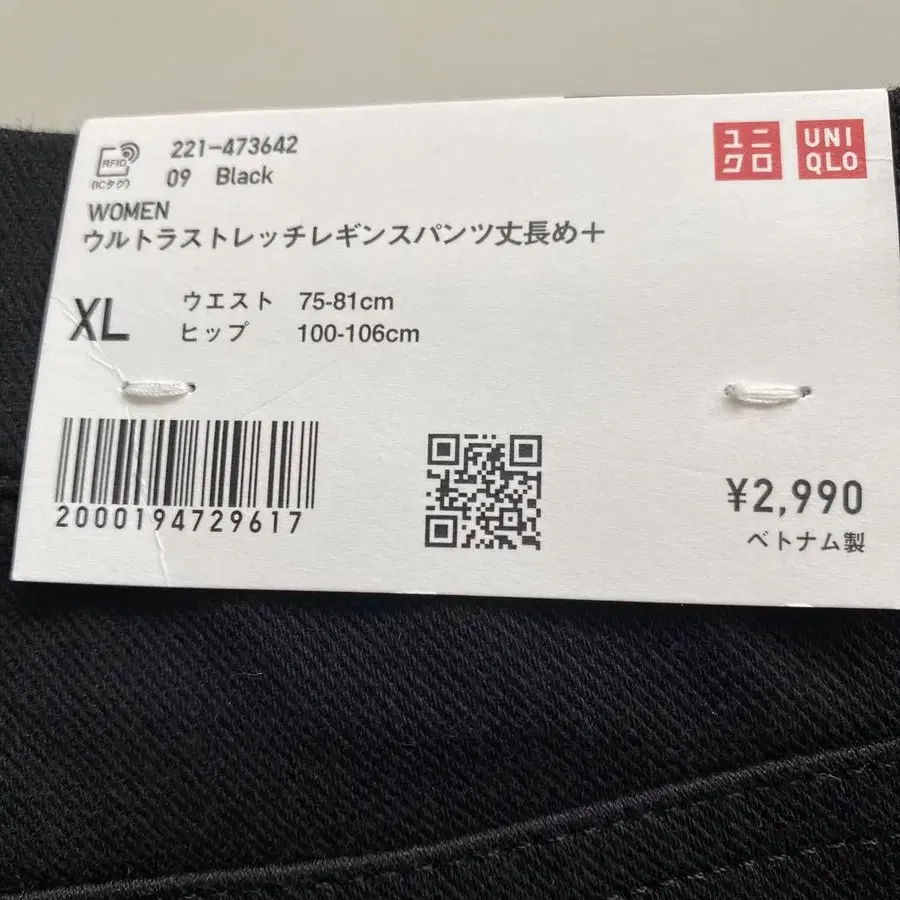 RFID
(ICタグ)
221-473642
09 Black
ユニ
クロ
UNI
QLO
WOMEN
ウルトラストレッチレギンスパンツ丈長め＋
XL
ウエスト 75-81cm
ヒップ 100-106cm
2000194729617
¥2,990
ベトナム製